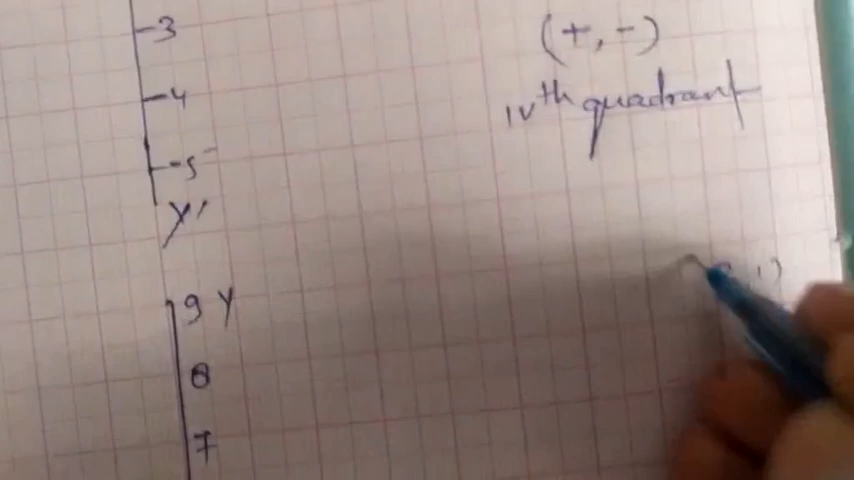 -3
(+, -)
-4
IVth quadrant
-5
Y'
9 Y
8
7